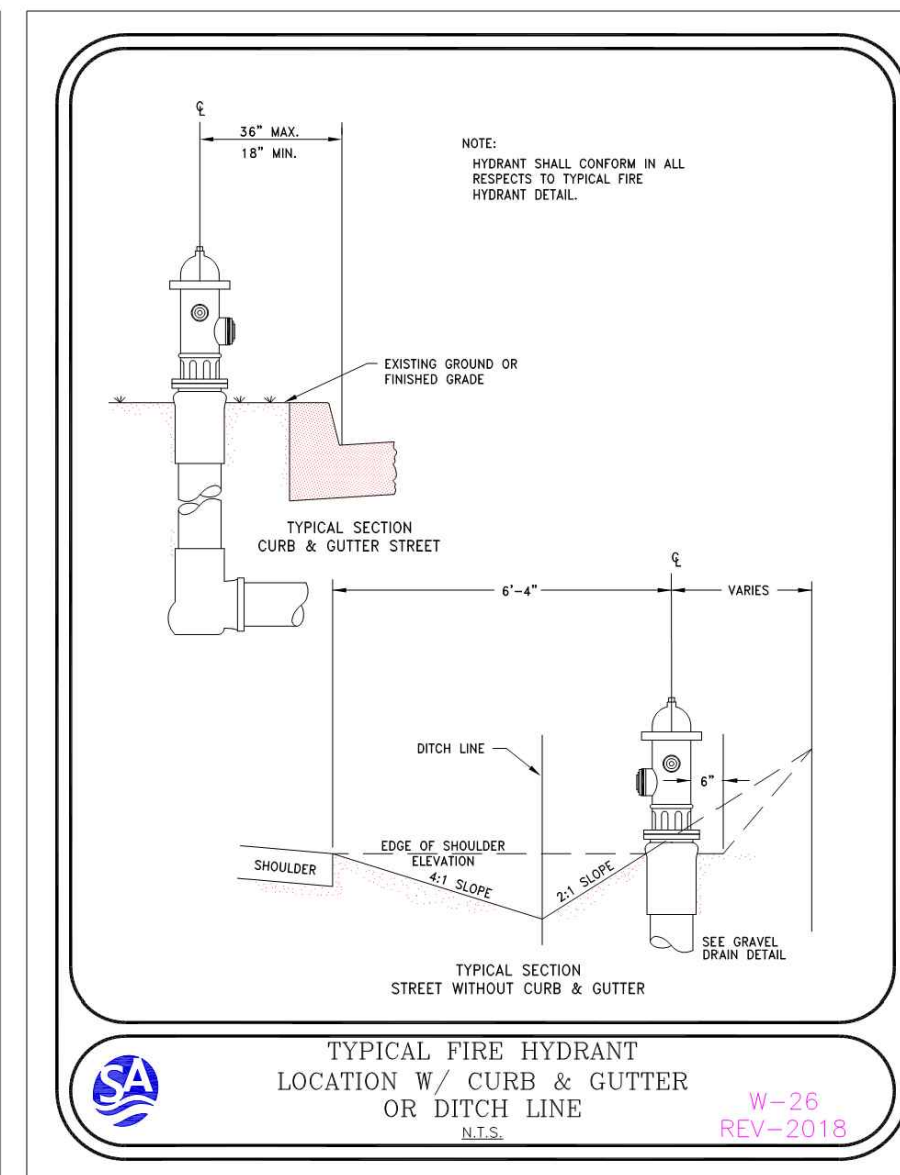 ℄
36" MAX.
18" MIN.
NOTE:
HYDRANT SHALL CONFORM IN ALL
RESPECTS TO TYPICAL FIRE
HYDRANT DETAIL.
EXISTING GROUND OR
FINISHED GRADE
TYPICAL SECTION
CURB & GUTTER STREET
℄
6'-4"
VARIES
DITCH LINE
6"
EDGE OF SHOULDER
ELEVATION
SHOULDER
4:1 SLOPE
2:1 SLOPE
SEE GRAVEL
DRAIN DETAIL
TYPICAL SECTION
STREET WITHOUT CURB & GUTTER
SA
TYPICAL FIRE HYDRANT
LOCATION W/ CURB & GUTTER
OR DITCH LINE
N.T.S.
W-26
REV-2018